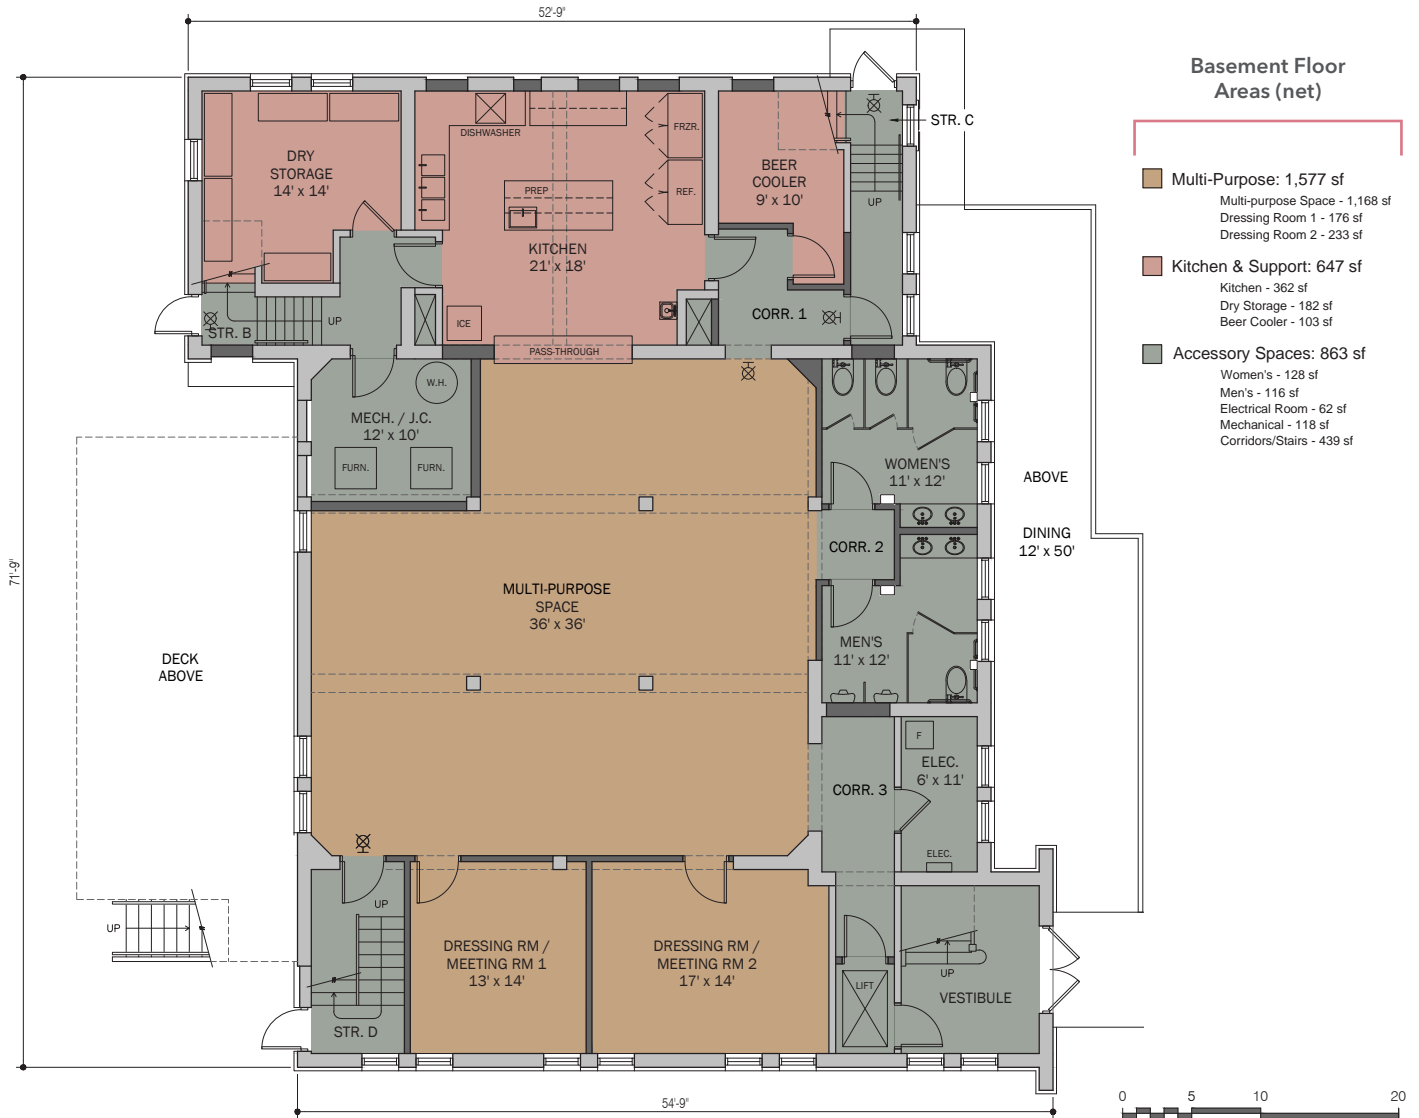 52'-9"
Basement Floor
Areas (net)
Multi-Purpose: 1,577 sf
Multi-purpose Space - 1,168 sf
Dressing Room 1 - 176 sf
Dressing Room 2 - 233 sf
Kitchen & Support: 647 sf
Kitchen - 362 sf
Dry Storage - 182 sf
Beer Cooler - 103 sf
Accessory Spaces: 863 sf
Women's - 128 sf
Men's - 116 sf
Electrical Room - 62 sf
Mechanical - 118 sf
Corridors/Stairs - 439 sf
DRY
STORAGE
14' x 14'
DISHWASHER
FRZR.
REF.
PREP
KITCHEN
21' x 18'
ICE
PASS-THROUGH
BEER
COOLER
9' x 10'
STR. C
UP
CORR. 1
STR. B
UP
W.H.
MECH. / J.C.
12' x 10'
FURN.
FURN.
WOMEN'S
11' x 12'
ABOVE
DINING
12' x 50'
CORR. 2
71'-9"
MULTI-PURPOSE
SPACE
36' x 36'
MEN'S
11' x 12'
DECK
ABOVE
F
ELEC.
6' x 11'
CORR. 3
ELEC.
UP
UP
DRESSING RM /
MEETING RM 1
13' x 14'
DRESSING RM /
MEETING RM 2
17' x 14'
UP
LIFT
VESTIBULE
STR. D
54'-9"
0 5 10 20